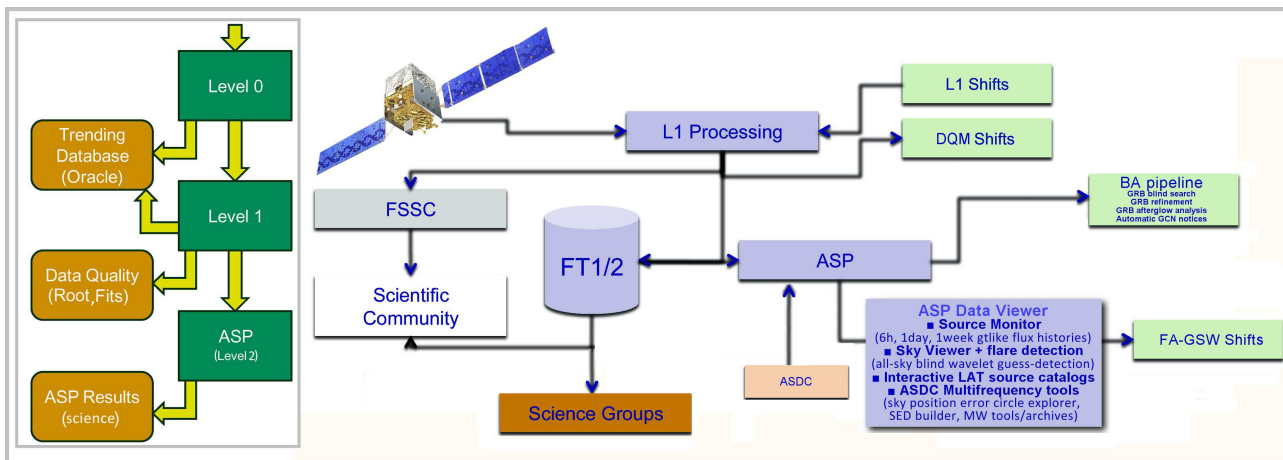 Level 0
Trending
Database
(Oracle)
Level 1
Data Quality
(Root,Fits)
ASP
(Level 2)
ASP Results
(science)
L1 Processing
L1 Shifts
DQM Shifts
FSSC
Scientific
Community
FT1/2
Science Groups
ASP
ASDC
BA pipeline
GRB blind search
GRB refinement
GRB afterglow analysis
Automatic GCN notices
ASP Data Viewer
■ Source Monitor
(6h, 1day, 1week gtlike flux histories)
■ Sky Viewer + flare detection
(all-sky blind wavelet guess-detection)
■ Interactive LAT source catalogs
■ ASDC Multifrequency tools
(sky position error circle explorer,
SED builder, MW tools/archives)
FA-GSW Shifts